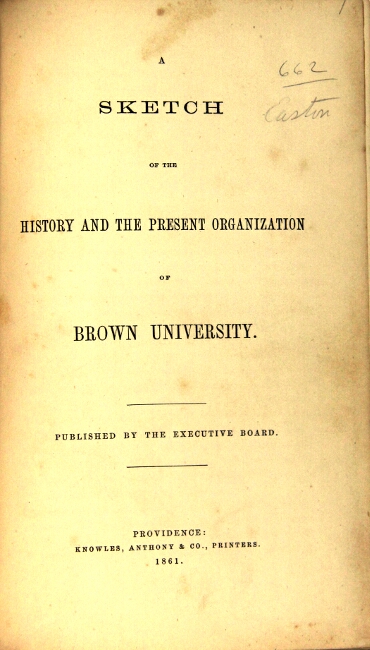 A
662
SKETCH
Caston
OF THE
HISTORY AND THE PRESENT ORGANIZATION
OF
BROWN UNIVERSITY.
PUBLISHED BY THE EXECUTIVE BOARD.
PROVIDENCE:
KNOWLES, ANTHONY & CO., PRINTERS.
1861.